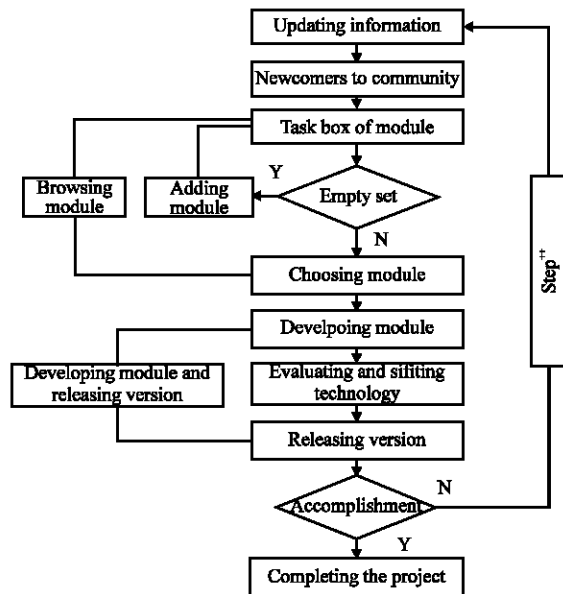 Updating information
Newcomers to community
Task box of module
Y
Browsing
module
Adding
module
Empty set
N
Choosing module
Develpoing module
Developing module and
releasing version
Evaluating and sifiting
technology
Releasing version
Step++
Accomplishment
N
Y
Completing the project